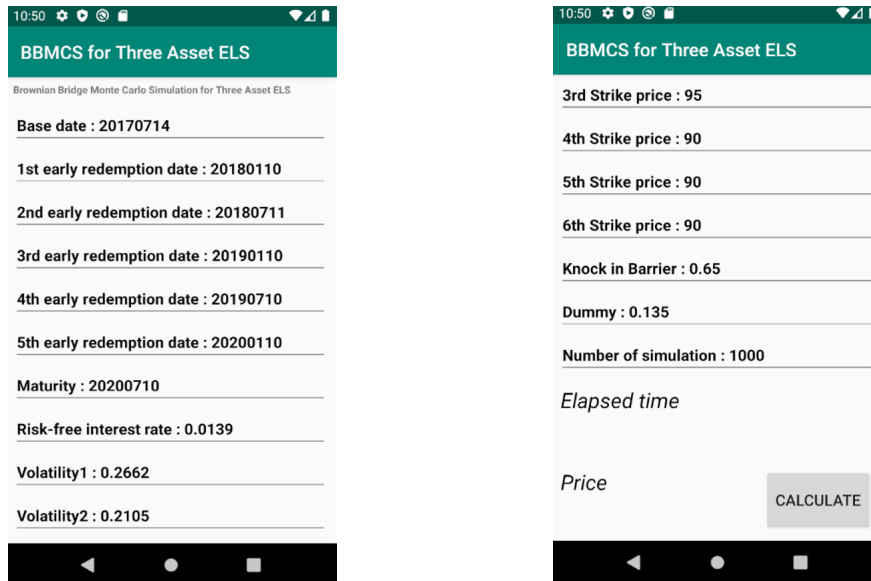 10:50
BBMCS for Three Asset ELS
Brownian Bridge Monte Carlo Simulation for Three Asset ELS
Base date : 20170714
1st early redemption date : 20180110
2nd early redemption date : 20180711
3rd early redemption date : 20190110
4th early redemption date : 20190710
5th early redemption date : 20200110
Maturity : 20200710
Risk-free interest rate : 0.0139
Volatility1 : 0.2662
Volatility2 : 0.2105
10:50
BBMCS for Three Asset ELS
3rd Strike price : 95
4th Strike price : 90
5th Strike price : 90
6th Strike price : 90
Knock in Barrier : 0.65
Dummy : 0.135
Number of simulation : 1000
Elapsed time
Price
CALCULATE